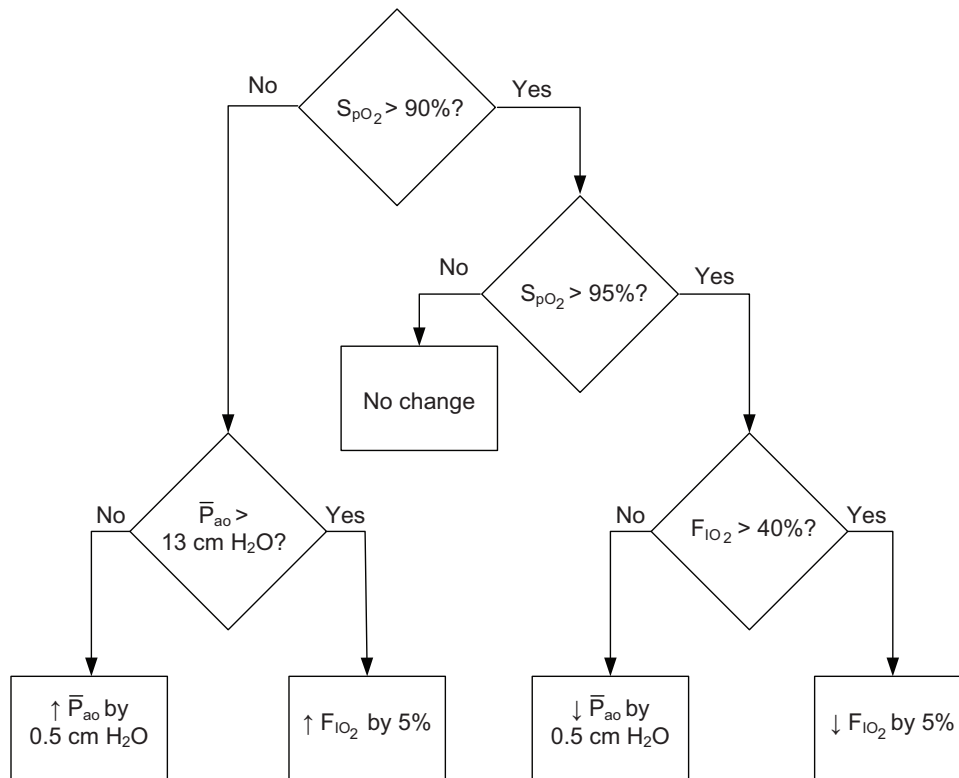 No
Yes
SpO2 > 90%?
No
Yes
SpO2 > 95%?
No change
No
Yes
P̅ao >
13 cm H2O?
No
Yes
FIO2 > 40%?
↑ P̅ao by
0.5 cm H2O
↑ FIO2 by 5%
↓ P̅ao by
0.5 cm H2O
↓ FIO2 by 5%